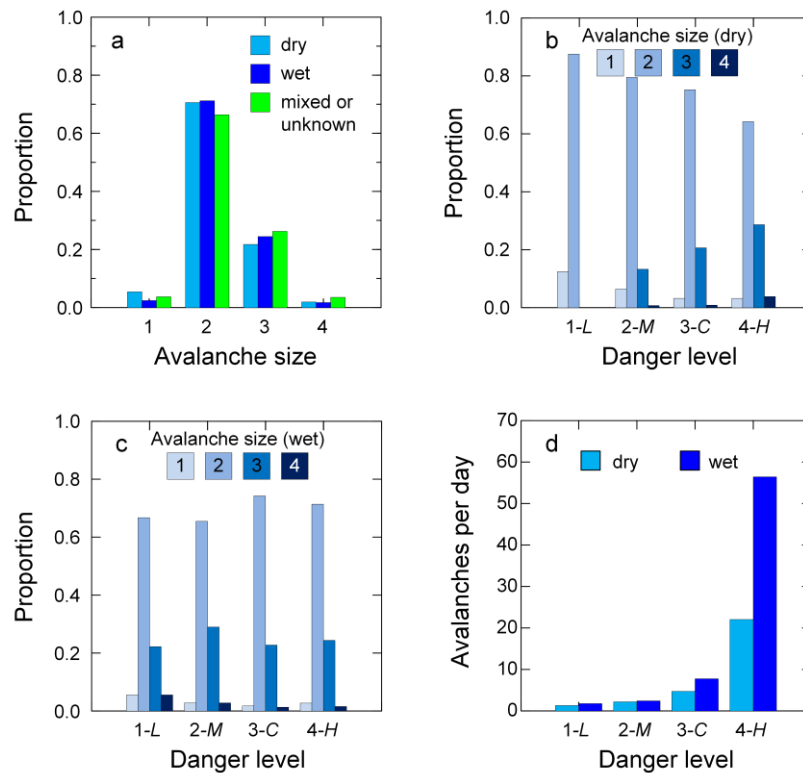 a
dry
wet
mixed or
unknown
Proportion
1.0
0.8
0.6
0.4
0.2
0.0
1 2 3 4
Avalanche size
b
Avalanche size (dry)
1 2 3 4
Proportion
1.0
0.8
0.6
0.4
0.2
0.0
1-L 2-M 3-C 4-H
Danger level
c
Avalanche size (wet)
1 2 3 4
Proportion
1.0
0.8
0.6
0.4
0.2
0.0
1-L 2-M 3-C 4-H
Danger level
d
dry wet
Avalanches per day
70
60
50
40
30
20
10
0
1-L 2-M 3-C 4-H
Danger level